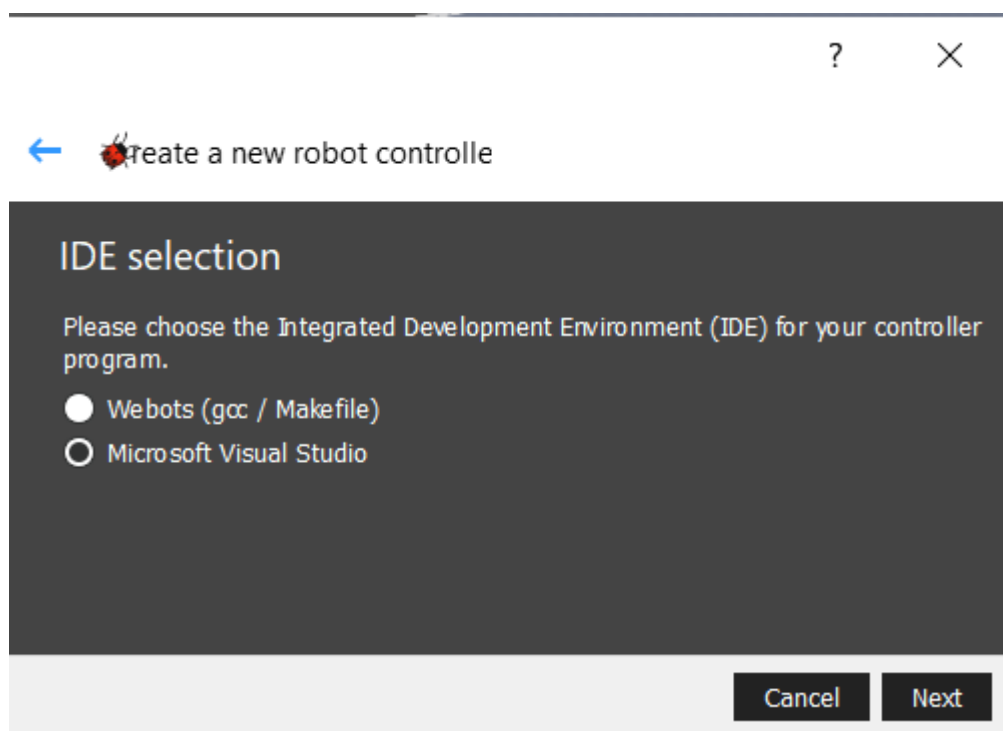 ?
Create a new robot controlle
IDE selection
Please choose the Integrated Development Environment (IDE) for your controller
program.
Webots (gcc / Makefile)
Microsoft Visual Studio
Cancel Next